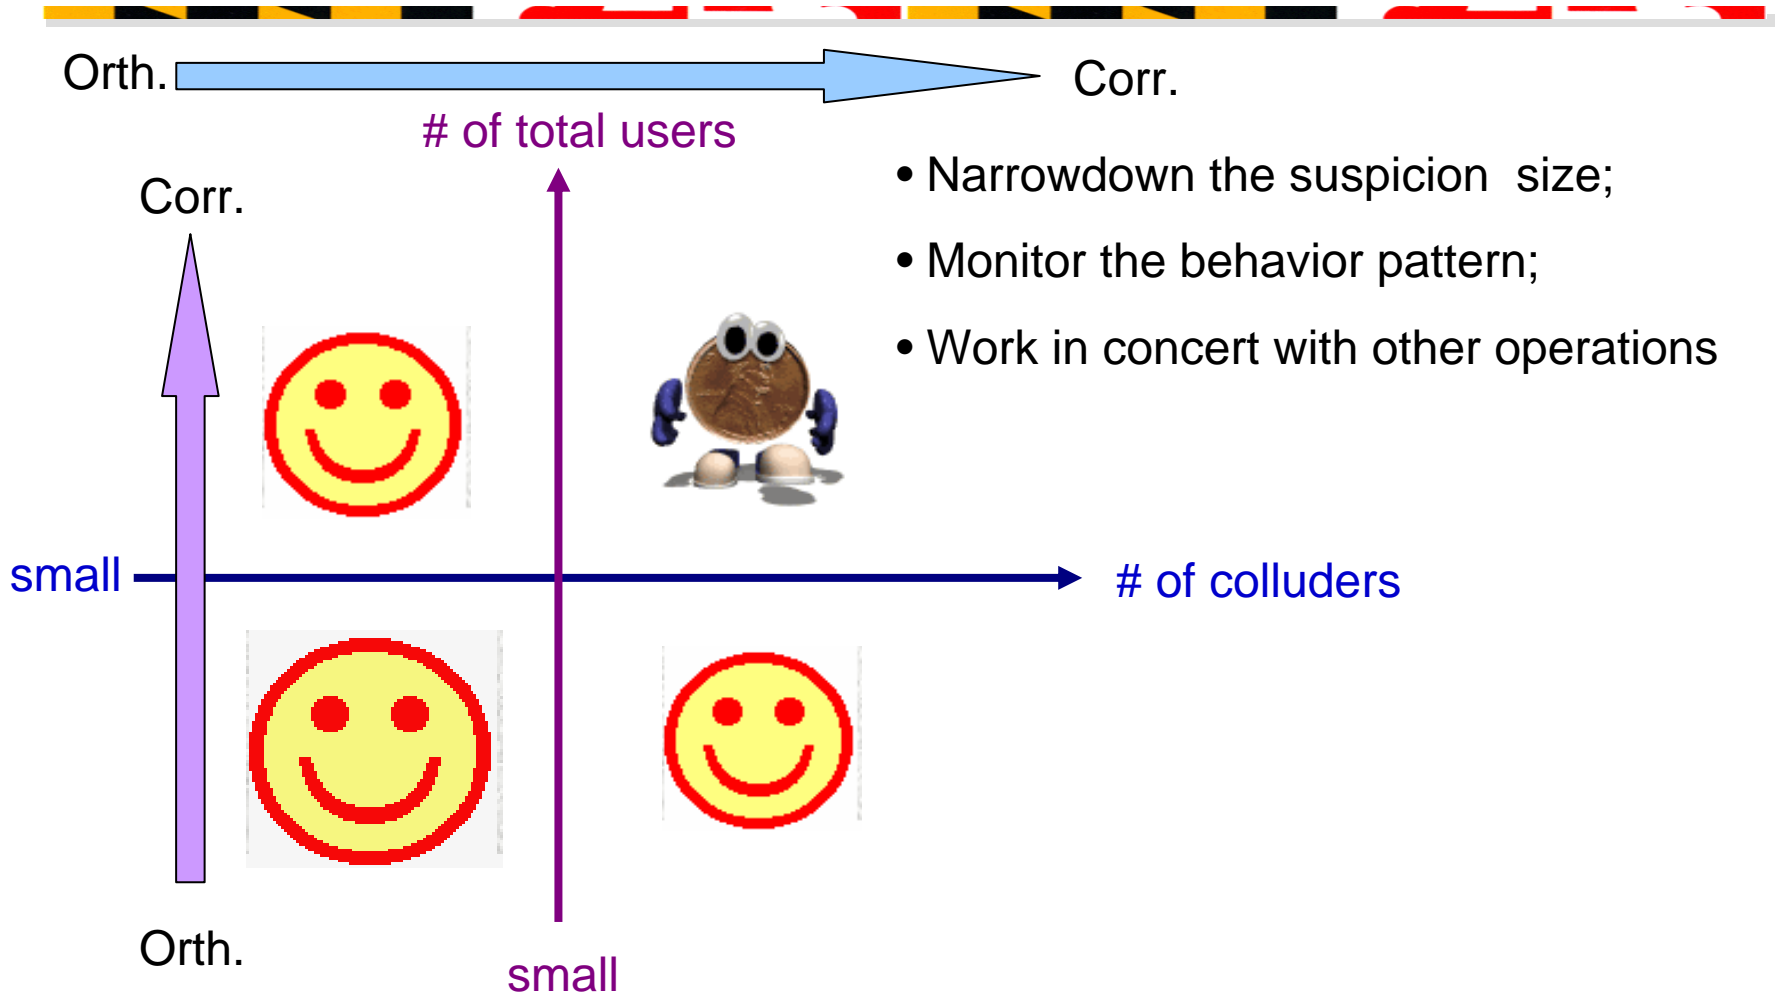 Orth.
Corr.
# of total users
Corr.
• Narrowdown the suspicion  size;
• Monitor the behavior pattern;
• Work in concert with other operations
small
# of colluders
Orth.
small